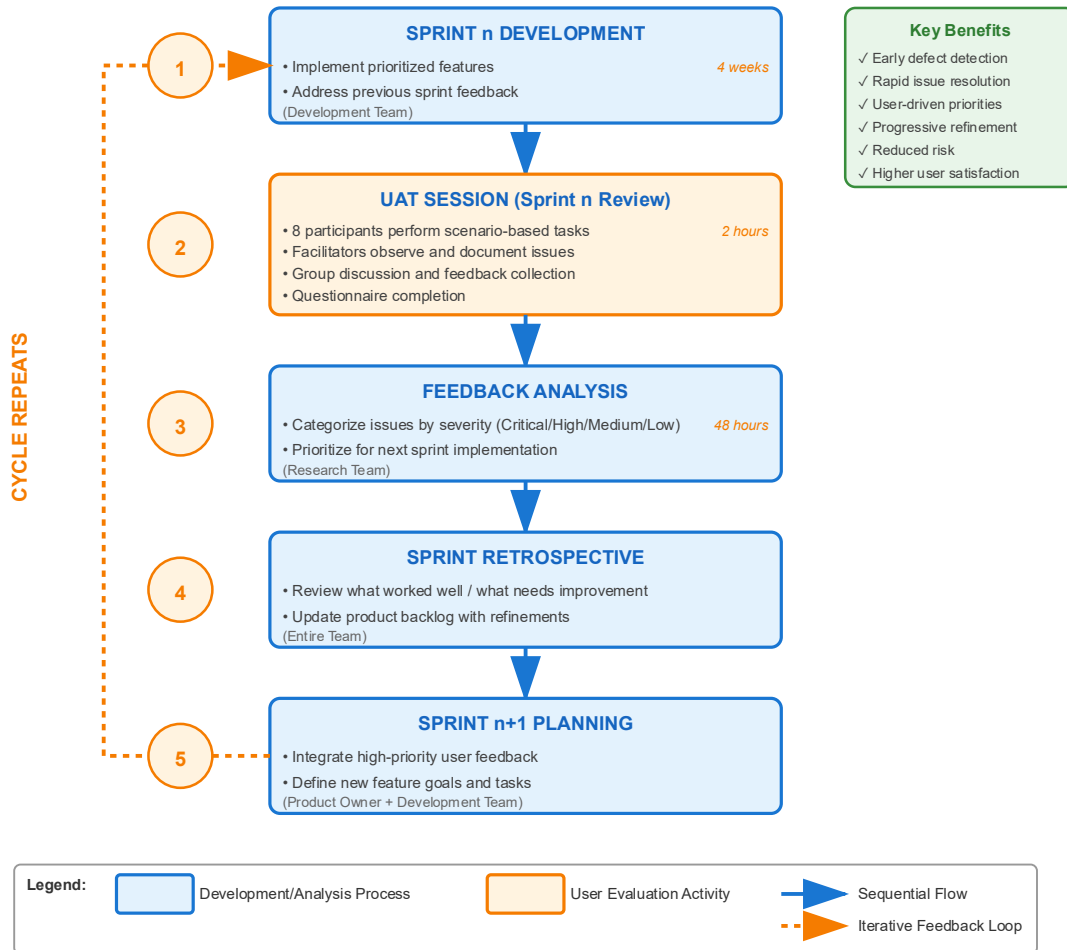 SPRINT n DEVELOPMENT
1
• Implement prioritized features
4 weeks
• Address previous sprint feedback
(Development Team)
Key Benefits
✓ Early defect detection
✓ Rapid issue resolution
✓ User-driven priorities
✓ Progressive refinement
✓ Reduced risk
✓ Higher user satisfaction
UAT SESSION (Sprint n Review)
2
• 8 participants perform scenario-based tasks
2 hours
• Facilitators observe and document issues
• Group discussion and feedback collection
• Questionnaire completion
CYCLE REPEATS
FEEDBACK ANALYSIS
3
• Categorize issues by severity (Critical/High/Medium/Low)
48 hours
• Prioritize for next sprint implementation
(Research Team)
SPRINT RETROSPECTIVE
4
• Review what worked well / what needs improvement
• Update product backlog with refinements
(Entire Team)
SPRINT n+1 PLANNING
5
• Integrate high-priority user feedback
• Define new feature goals and tasks
(Product Owner + Development Team)
Legend:
Development/Analysis Process
User Evaluation Activity
Sequential Flow
Iterative Feedback Loop